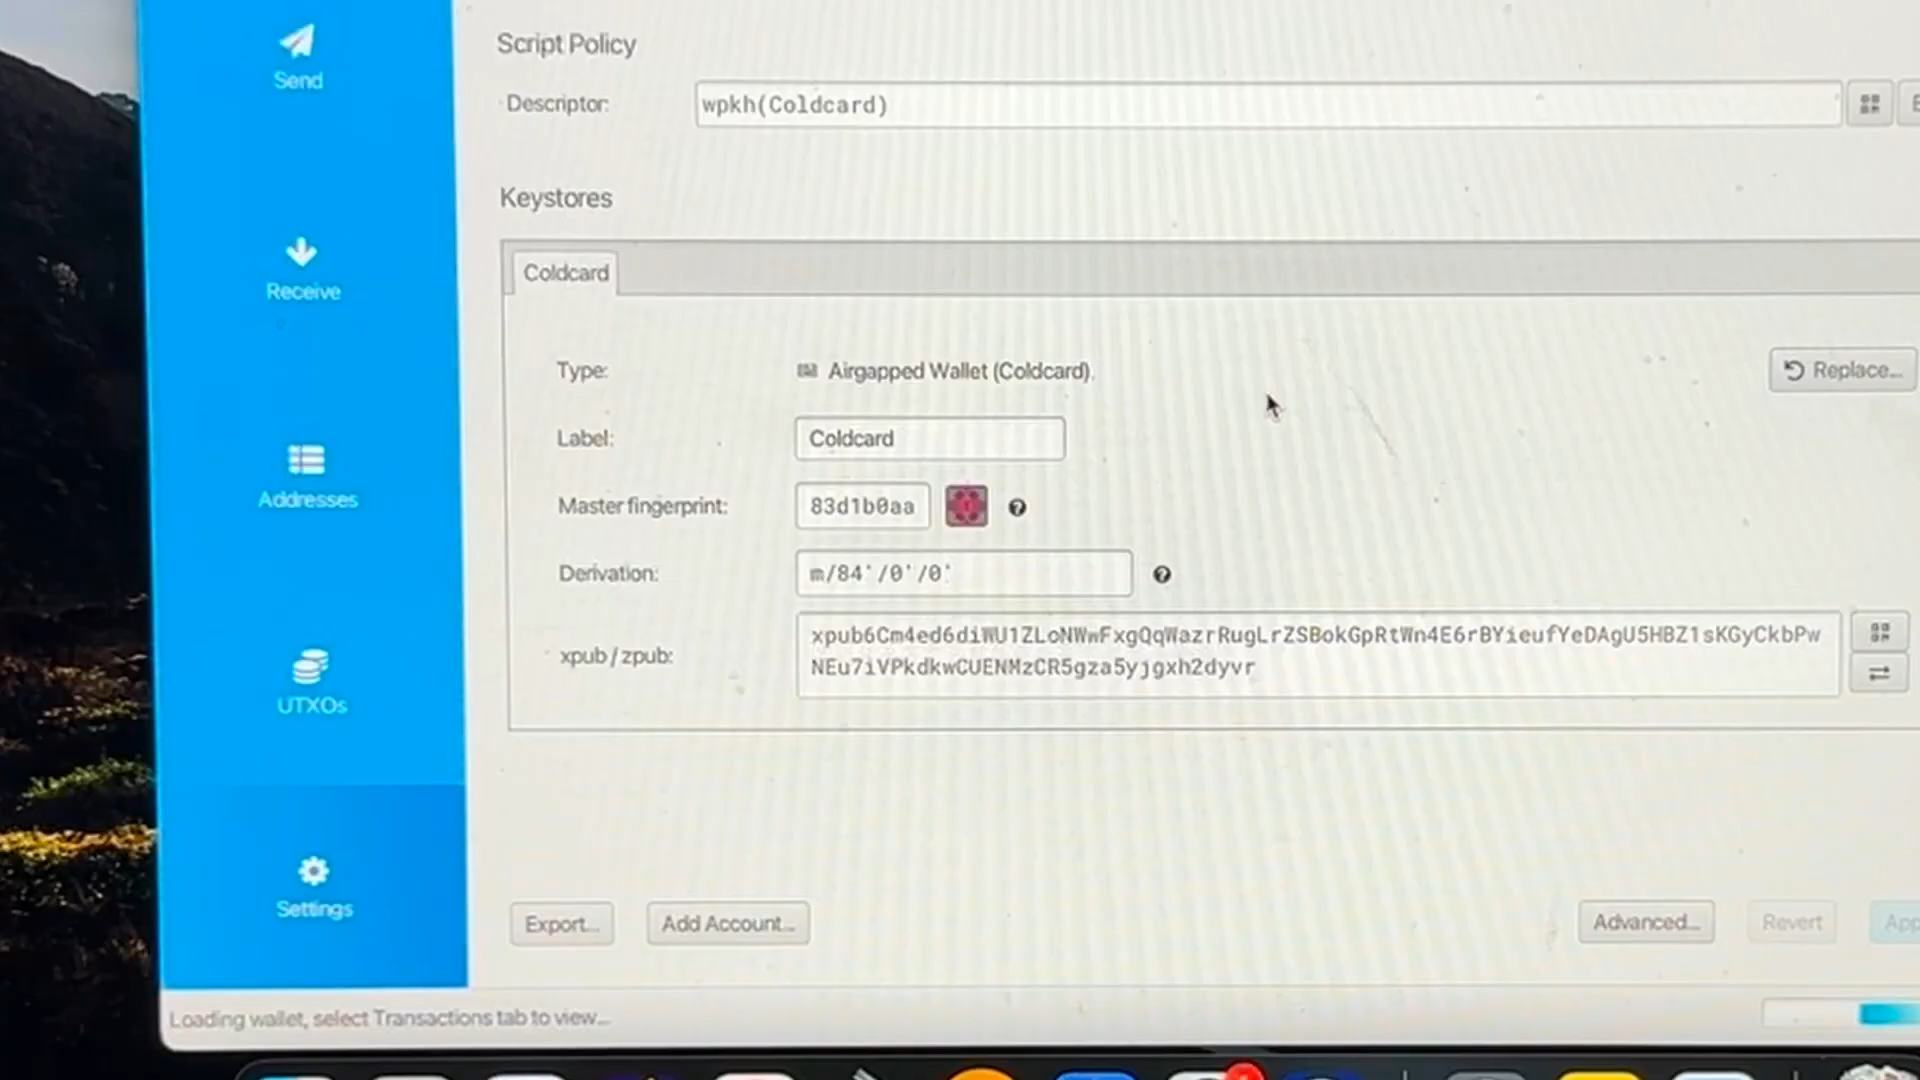 Send
Script Policy
Descriptor:
wpkh(Coldcard)
Keystores
Coldcard
Receive
Type:
Airgapped Wallet (Coldcard).
Replace...
Label:
Coldcard
Addresses
Master fingerprint:
83d1b0aa
Derivation:
m/84'/0'/0'
xpub / zpub:
xpub6Cm4ed6diWU1ZLoNWwFxgQqWazrRugLrZSBokGpRtWn4E6rBYieufYeDAgU5HBZ1sKGyCkbPw
NEu7iVPkdkwCUENMzCR5gza5yjgxh2dyvr
UTXOs
Settings
Export...
Add Account...
Advanced...
Revert
App
Loading wallet, select Transactions tab to view...